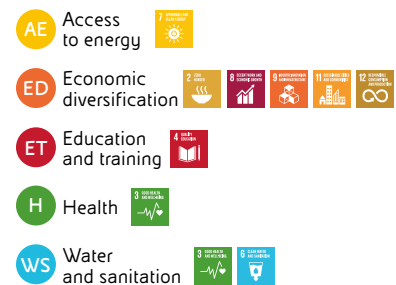 AE
Access
to energy
7 AFFORDABLE AND
CLEAN ENERGY
ED
Economic
diversification
2 ZERO
HUNGER
8 DECENT WORK AND
ECONOMIC GROWTH
9 INDUSTRY, INNOVATION
AND INFRASTRUCTURE
11 SUSTAINABLE CITIES
AND COMMUNITIES
12 RESPONSIBLE
CONSUMPTION
AND PRODUCTION
ET
Education
and training
4 QUALITY
EDUCATION
H
Health
3 GOOD HEALTH
AND WELL-BEING
WS
Water
and sanitation
3 GOOD HEALTH
AND WELL-BEING
6 CLEAN WATER
AND SANITATION